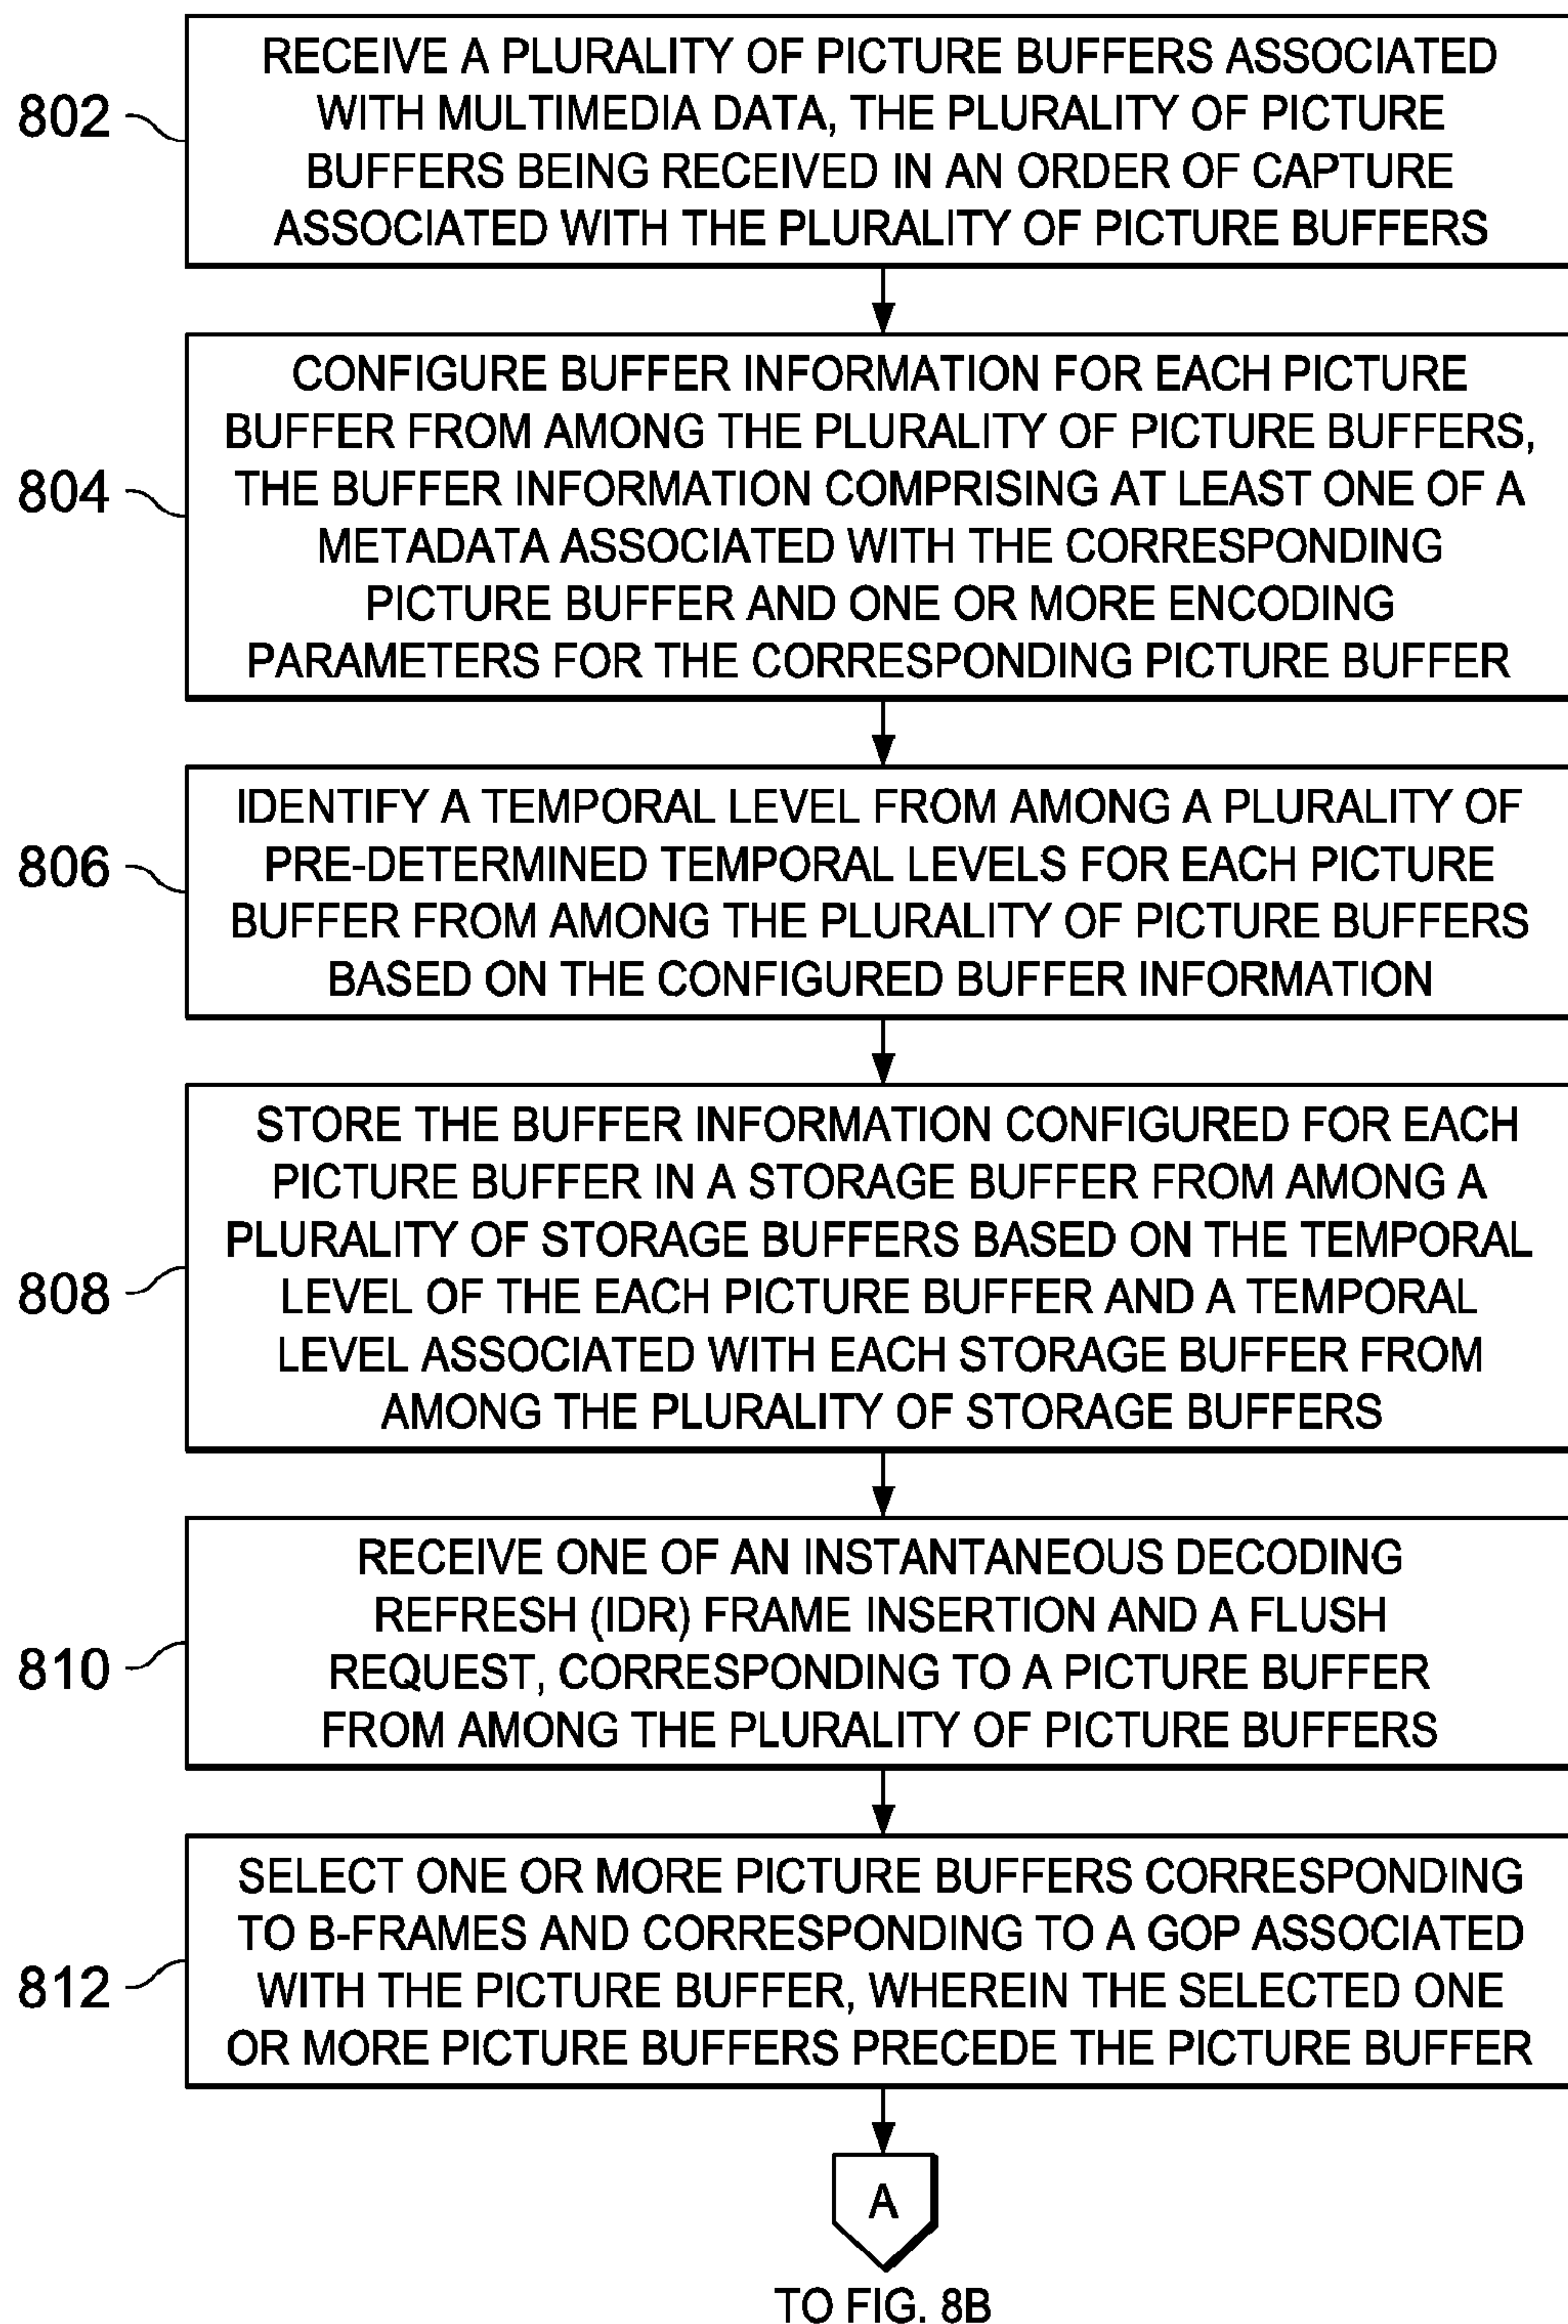 802
RECEIVE A PLURALITY OF PICTURE BUFFERS ASSOCIATED
WITH MULTIMEDIA DATA, THE PLURALITY OF PICTURE
BUFFERS BEING RECEIVED IN AN ORDER OF CAPTURE
ASSOCIATED WITH THE PLURALITY OF PICTURE BUFFERS
804
CONFIGURE BUFFER INFORMATION FOR EACH PICTURE
BUFFER FROM AMONG THE PLURALITY OF PICTURE BUFFERS,
THE BUFFER INFORMATION COMPRISING AT LEAST ONE OF A
METADATA ASSOCIATED WITH THE CORRESPONDING
PICTURE BUFFER AND ONE OR MORE ENCODING
PARAMETERS FOR THE CORRESPONDING PICTURE BUFFER
806
IDENTIFY A TEMPORAL LEVEL FROM AMONG A PLURALITY OF
PRE-DETERMINED TEMPORAL LEVELS FOR EACH PICTURE
BUFFER FROM AMONG THE PLURALITY OF PICTURE BUFFERS
BASED ON THE CONFIGURED BUFFER INFORMATION
808
STORE THE BUFFER INFORMATION CONFIGURED FOR EACH
PICTURE BUFFER IN A STORAGE BUFFER FROM AMONG A
PLURALITY OF STORAGE BUFFERS BASED ON THE TEMPORAL
LEVEL OF THE EACH PICTURE BUFFER AND A TEMPORAL
LEVEL ASSOCIATED WITH EACH STORAGE BUFFER FROM
AMONG THE PLURALITY OF STORAGE BUFFERS
810
RECEIVE ONE OF AN INSTANTANEOUS DECODING
REFRESH (IDR) FRAME INSERTION AND A FLUSH
REQUEST, CORRESPONDING TO A PICTURE BUFFER
FROM AMONG THE PLURALITY OF PICTURE BUFFERS
812
SELECT ONE OR MORE PICTURE BUFFERS CORRESPONDING
TO B-FRAMES AND CORRESPONDING TO A GOP ASSOCIATED
WITH THE PICTURE BUFFER, WHEREIN THE SELECTED ONE
OR MORE PICTURE BUFFERS PRECEDE THE PICTURE BUFFER
A
TO FIG. 8B